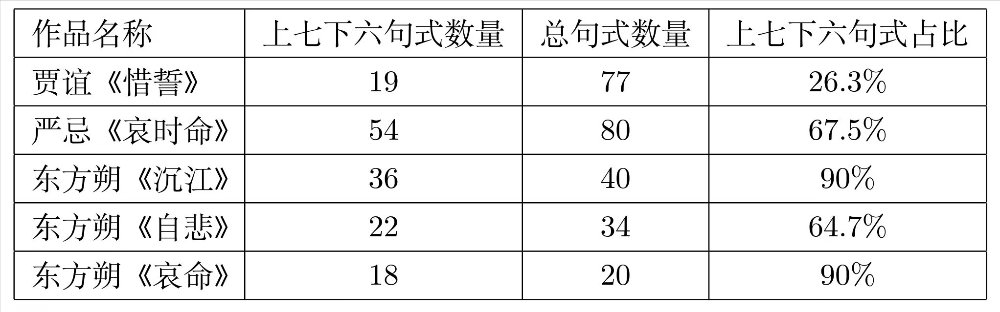 作品名称 上七下六句式数量 总句式数量 上七下六句式占比
贾谊《惜誓》 19 77 26.3%
严忌《哀时命》 54 80 67.5%
东方朔《沉江》 36 40 90%
东方朔《自悲》 22 34 64.7%
东方朔《哀命》 18 20 90%